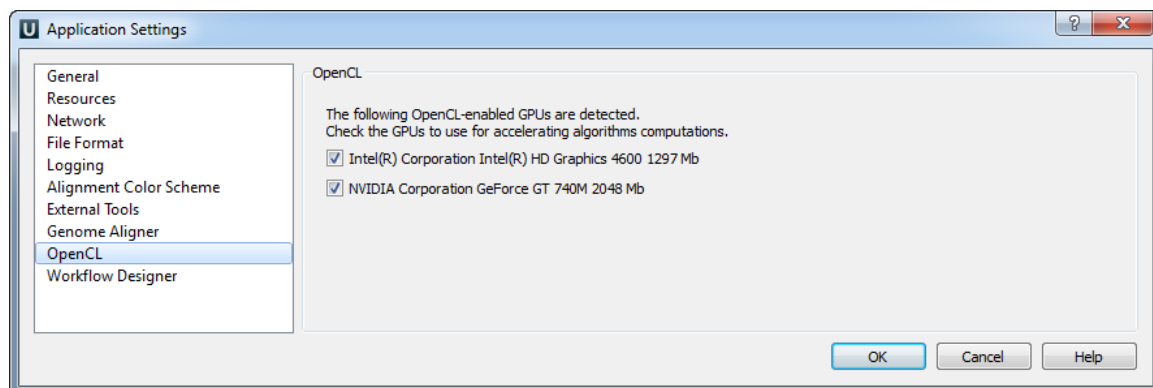 U Application Settings
?
X
General
Resources
Network
File Format
Logging
Alignment Color Scheme
External Tools
Genome Aligner
OpenCL
Workflow Designer
OpenCL
The following OpenCL-enabled GPUs are detected.
Check the GPUs to use for accelerating algorithms computations.
Intel(R) Corporation Intel(R) HD Graphics 4600 1297 Mb
NVIDIA Corporation GeForce GT 740M 2048 Mb
OK
Cancel
Help